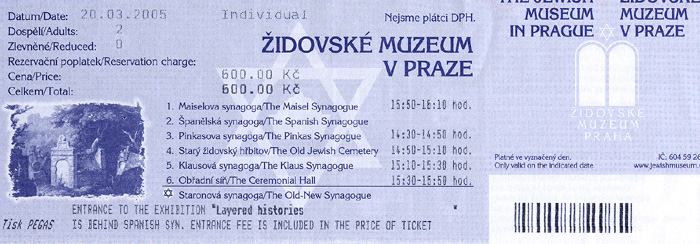 Datum/Date: 20.03.2005 Individual Nejsme plátci DPH.
Dospělí/Adults: 2
Zlevněné/Reduced: 0
ŽIDOVSKÉ MUZEUM
V PRAZE
Rezervační poplatek/Reservation charge:
Cena/Price: 600.00 Kč
Celkem/Total: 600.00 Kč
1. Maiselova synagoga/The Maisel Synagogue 15:50-16:10 hod.
2. Španělská synagoga/The Spanish Synagogue
3. Pinkasova synagoga/The Pinkas Synagogue 14:30-14:50 hod.
4. Starý židovský hřbitov/The Old Jewish Cemetery 14:50-15:10 hod.
5. Klausová synagoga/The Klaus Synagogue 15:10-15:30 hod.
6. Obřadní síň/The Ceremonial Hall 15:30-15:50 hod.
Staronová synagoga/The Old-New Synagogue
ENTRANCE TO THE EXHIBITION "Layered histories "
IS BEHIND SPANISH SYN. ENTRANCE FEE IS INCLUDED IN THE PRICE OF TICKET
Tisk PEGAS
THE JEWISH
MUSEUM
IN PRAGUE
ŽIDOVSKÉ
MUZEUM
V PRAZE
ŽIDOVSKÉ
MUZEUM
PRAHA
Platné ve vyznačený den.
Only valid on the indicated date
IČ: 604 59 26
www.jewishmuseum.